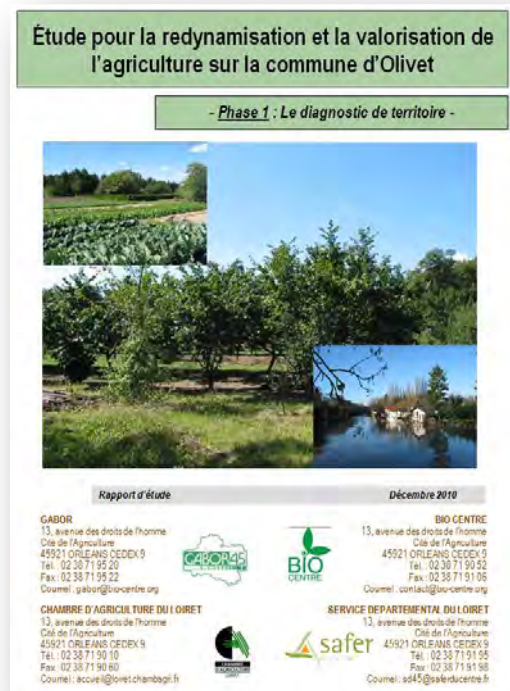 Étude pour la redynamisation et la valorisation de
l'agriculture sur la commune d'Olivet
- Phase 1 : Le diagnostic de territoire -
Rapport d'étude
Décembre 2010
GABOR
13, avenue des droits de l'homme
Cité de l'Agriculture
45921 ORLEANS CEDEX 9
Tél. : 02 38 71 95 20
Fax : 02 38 71 95 22
Courriel : gabor@bio-centre.org
GABOR45
BIO
CENTRE
BIO CENTRE
13, avenue des droits de l'homme
Cité de l'Agriculture
45921 ORLEANS CEDEX 9
Tél. : 02 38 71 90 52
Fax : 02 38 71 91 06
Courriel : contact@bio-centre.org
CHAMBRE D'AGRICULTURE DU LOIRET
13, avenue des droits de l'homme
Cité de l'Agriculture
45921 ORLEANS CEDEX 9
Tél. : 02 38 71 90 10
Fax : 02 38 71 90 60
Courriel : accueil@loiret.chambagri.fr
CHAMBRE
D'AGRICULTURE
LOIRET
safer
SERVICE DEPARTEMENTAL DU LOIRET
13, avenue des droits de l'homme
Cité de l'Agriculture
45921 ORLEANS CEDEX 9
Tél. : 02 38 71 91 95
Fax : 02 38 71 91 98
Courriel : sd45@saferducentre.fr